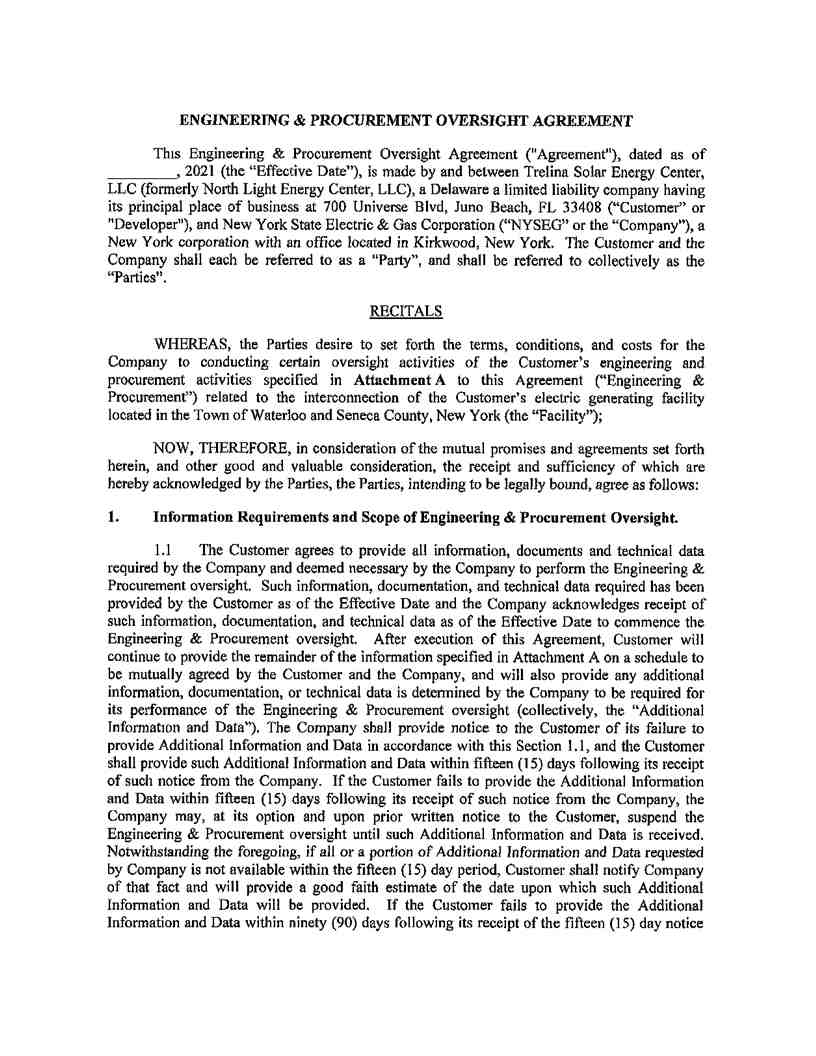 ENGINEERING & PROCUREMENT OVERSIGHT AGREEMENT
This Engineering & Procurement Oversight Agreement ("Agreement"), dated as of
_________, 2021 (the “Effective Date”), is made by and between Trelina Solar Energy Center,
LLC (formerly North Light Energy Center, LLC), a Delaware a limited liability company having
its principal place of business at 700 Universe Blvd, Juno Beach, FL 33408 (“Customer” or
"Developer"), and New York State Electric & Gas Corporation (“NYSEG” or the “Company”), a
New York corporation with an office located in Kirkwood, New York. The Customer and the
Company shall each be referred to as a “Party”, and shall be referred to collectively as the
“Parties”.
RECITALS
WHEREAS, the Parties desire to set forth the terms, conditions, and costs for the
Company to conducting certain oversight activities of the Customer’s engineering and
procurement activities specified in Attachment A to this Agreement (“Engineering &
Procurement”) related to the interconnection of the Customer’s electric generating facility
located in the Town of Waterloo and Seneca County, New York (the “Facility”);
NOW, THEREFORE, in consideration of the mutual promises and agreements set forth
herein, and other good and valuable consideration, the receipt and sufficiency of which are
hereby acknowledged by the Parties, the Parties, intending to be legally bound, agree as follows:
1. Information Requirements and Scope of Engineering & Procurement Oversight.
1.1 The Customer agrees to provide all information, documents and technical data
required by the Company and deemed necessary by the Company to perform the Engineering &
Procurement oversight. Such information, documentation, and technical data required has been
provided by the Customer as of the Effective Date and the Company acknowledges receipt of
such information, documentation, and technical data as of the Effective Date to commence the
Engineering & Procurement oversight. After execution of this Agreement, Customer will
continue to provide the remainder of the information specified in Attachment A on a schedule to
be mutually agreed by the Customer and the Company, and will also provide any additional
information, documentation, or technical data is determined by the Company to be required for
its performance of the Engineering & Procurement oversight (collectively, the “Additional
Information and Data”). The Company shall provide notice to the Customer of its failure to
provide Additional Information and Data in accordance with this Section 1.1, and the Customer
shall provide such Additional Information and Data within fifteen (15) days following its receipt
of such notice from the Company. If the Customer fails to provide the Additional Information
and Data within fifteen (15) days following its receipt of such notice from the Company, the
Company may, at its option and upon prior written notice to the Customer, suspend the
Engineering & Procurement oversight until such Additional Information and Data is received.
Notwithstanding the foregoing, if all or a portion of Additional Information and Data requested
by Company is not available within the fifteen (15) day period, Customer shall notify Company
of that fact and will provide a good faith estimate of the date upon which such Additional
Information and Data will be provided. If the Customer fails to provide the Additional
Information and Data within ninety (90) days following its receipt of the fifteen (15) day notice